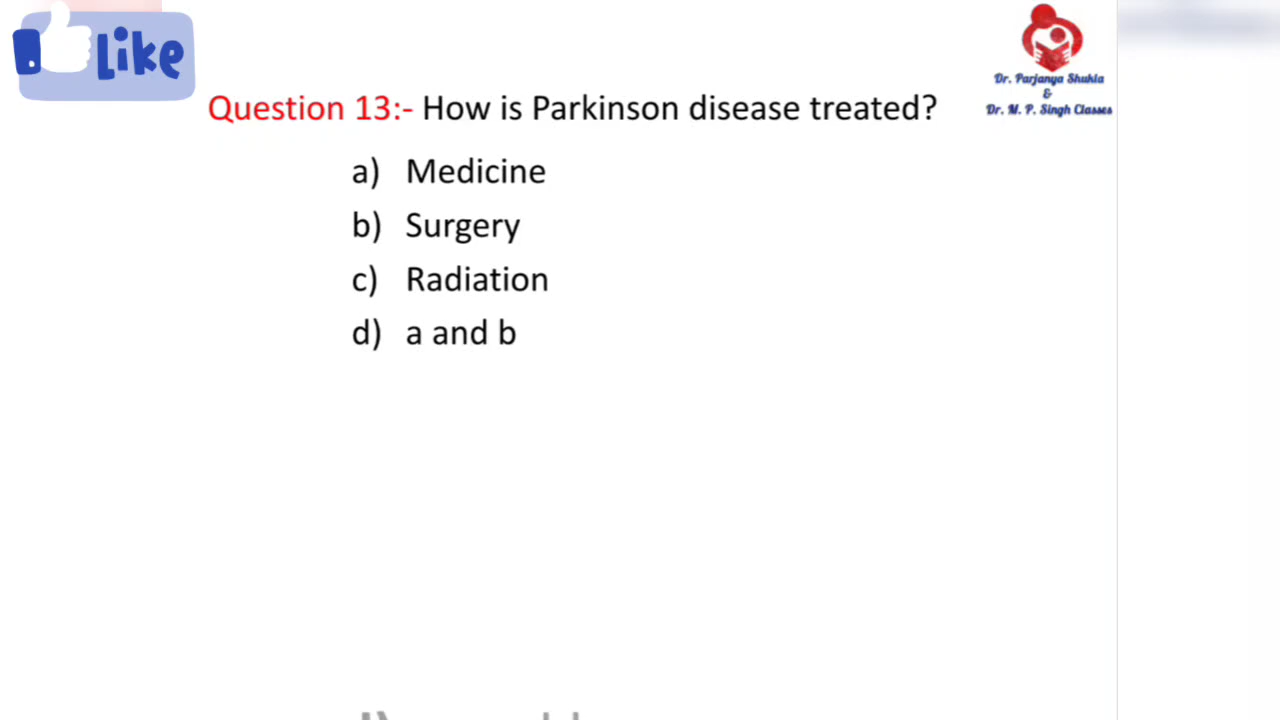 Like
Dr. Parjanya Shukla
&
Dr. M. P. Singh Classes
Question 13:- How is Parkinson disease treated?
a) Medicine
b) Surgery
c) Radiation
d) a and b